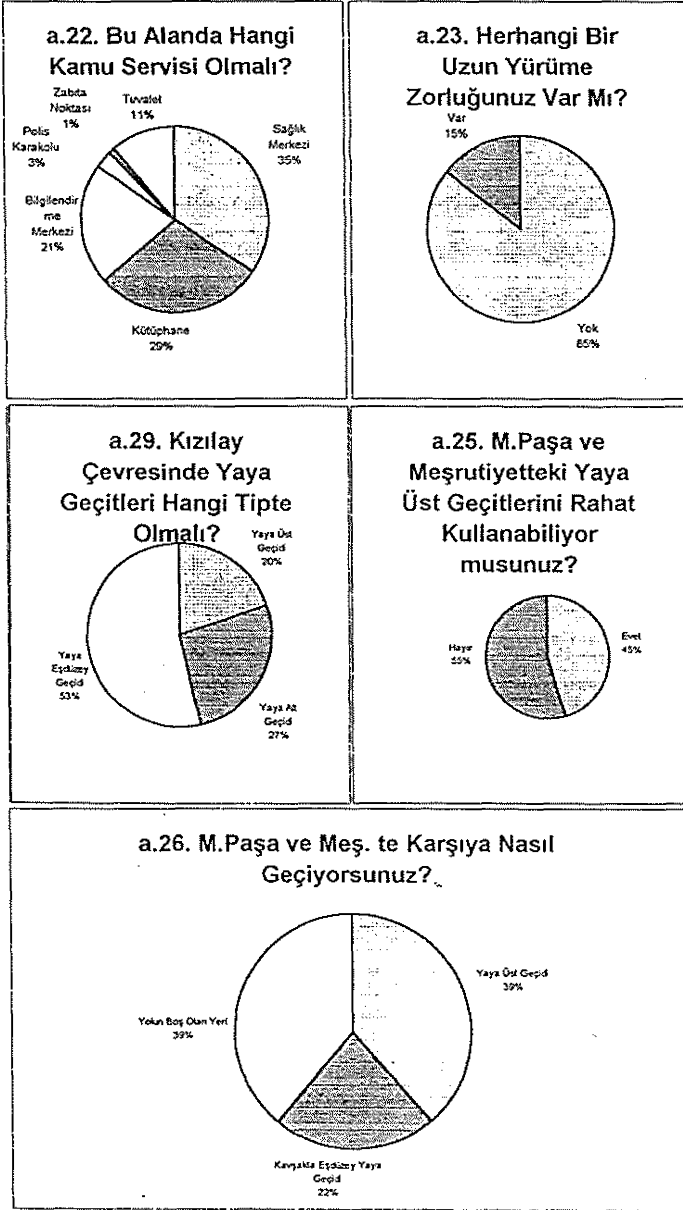 a.22. Bu Alanda Hangi
Kamu Servisi Olmalı?
Zabıta
Noktası
1%
Tuvalet
11%
Polis
Karakolu
3%
Sağlık
Merkezi
35%
Bilgilendir
me
Merkezi
21%
Kütüphane
29%
a.23. Herhangi Bir
Uzun Yürüme
Zorluğunuz Var Mı?
Var
15%
Yok
85%
a.29. Kızılay
Çevresinde Yaya
Geçitleri Hangi Tipte
Olmalı?
Yaya Üst
Geçid
20%
Yaya
Eşdüzey
Geçid
53%
Yaya Alt
Geçid
27%
a.25. M.Paşa ve
Meşrutiyetteki Yaya
Üst Geçitlerini Rahat
Kullanabiliyor
musunuz?
Hayır
55%
Evet
45%
a.26. M.Paşa ve Meş. te Karşıya Nasıl
Geçiyorsunuz?
Yaya Üst Geçid
39%
Yolun Boş Olan Yeri
39%
Kavşakta Eşdüzey Yaya
Geçid
22%